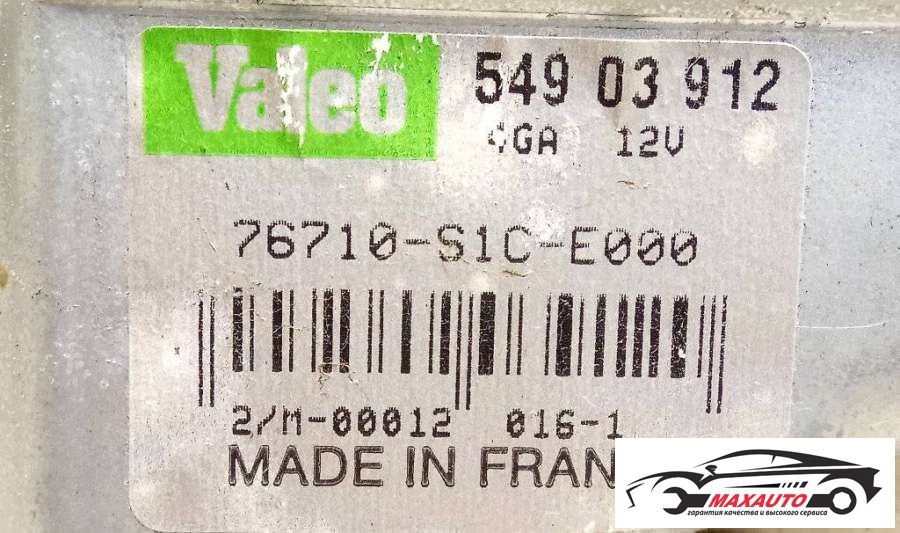 Valeo
549 03 912
12V
76710-S1C-E000
2/M-00012 016-1
MADE IN FRAN
MAXAUTO
гарантия качества и высокого сервиса